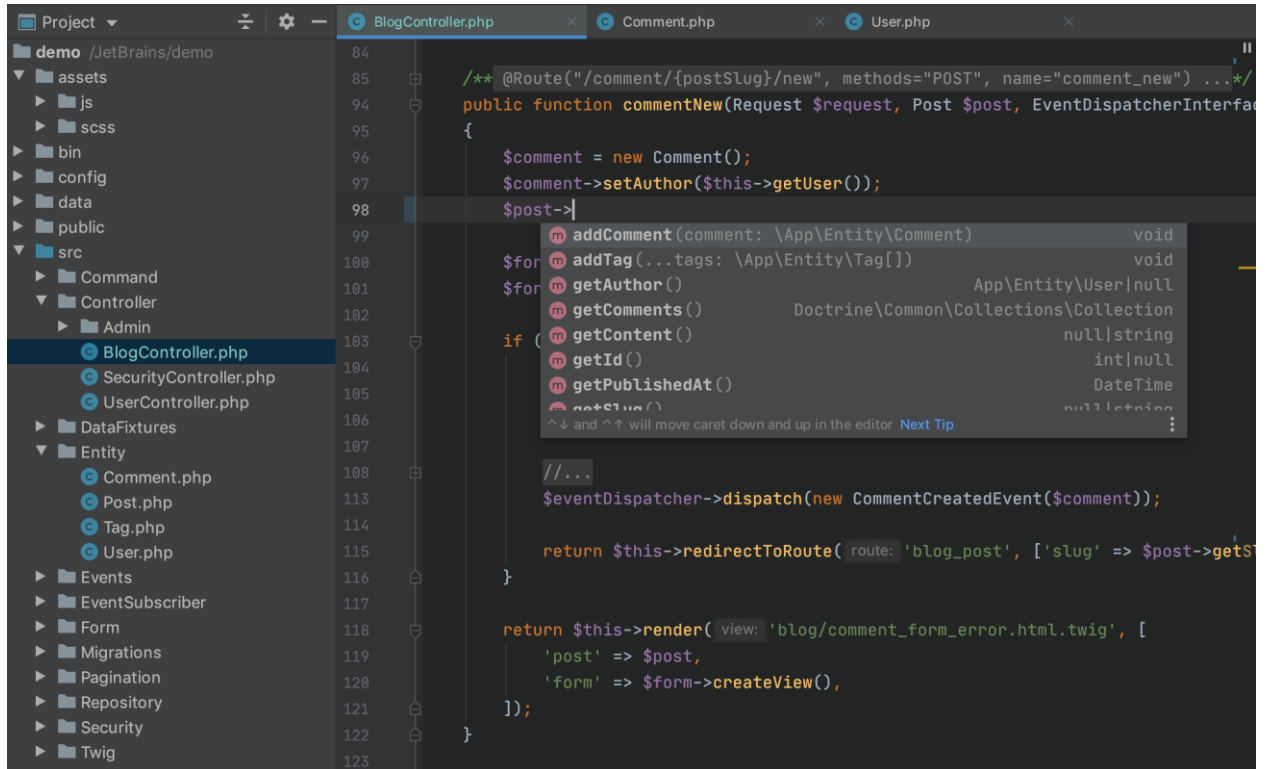 Project
BlogController.php
Comment.php
User.php
demo /JetBrains/demo
assets
js
scss
bin
config
data
public
src
Command
Controller
Admin
BlogController.php
SecurityController.php
UserController.php
DataFixtures
Entity
Comment.php
Post.php
Tag.php
User.php
Events
EventSubscriber
Form
Migrations
Pagination
Repository
Security
Twig
84
85 /** @Route("/comment/{postSlug}/new", methods="POST", name="comment_new") ...*/
94 public function commentNew(Request $request, Post $post, EventDispatcherInterfac
95 {
96 $comment = new Comment();
97 $comment->setAuthor($this->getUser());
98 $post->
99
100 $for
101 $for
102
103 if (
104
105
106
107
108 //...
113 $eventDispatcher->dispatch(new CommentCreatedEvent($comment));
114
115 return $this->redirectToRoute( route: 'blog_post', ['slug' => $post->getSl
116 }
117
118 return $this->render( view: 'blog/comment_form_error.html.twig', [
119 'post' => $post,
120 'form' => $form->createView(),
121 ]);
122 }
123
addComment(comment: \App\Entity\Comment) void
addTag(...tags: \App\Entity\Tag[]) void
getAuthor() App\Entity\User|null
getComments() Doctrine\Common\Collections\Collection
getContent() null|string
getId() int|null
getPublishedAt() DateTime
getSlug() null|string
^↓ and ^↑ will move caret down and up in the editor Next Tip